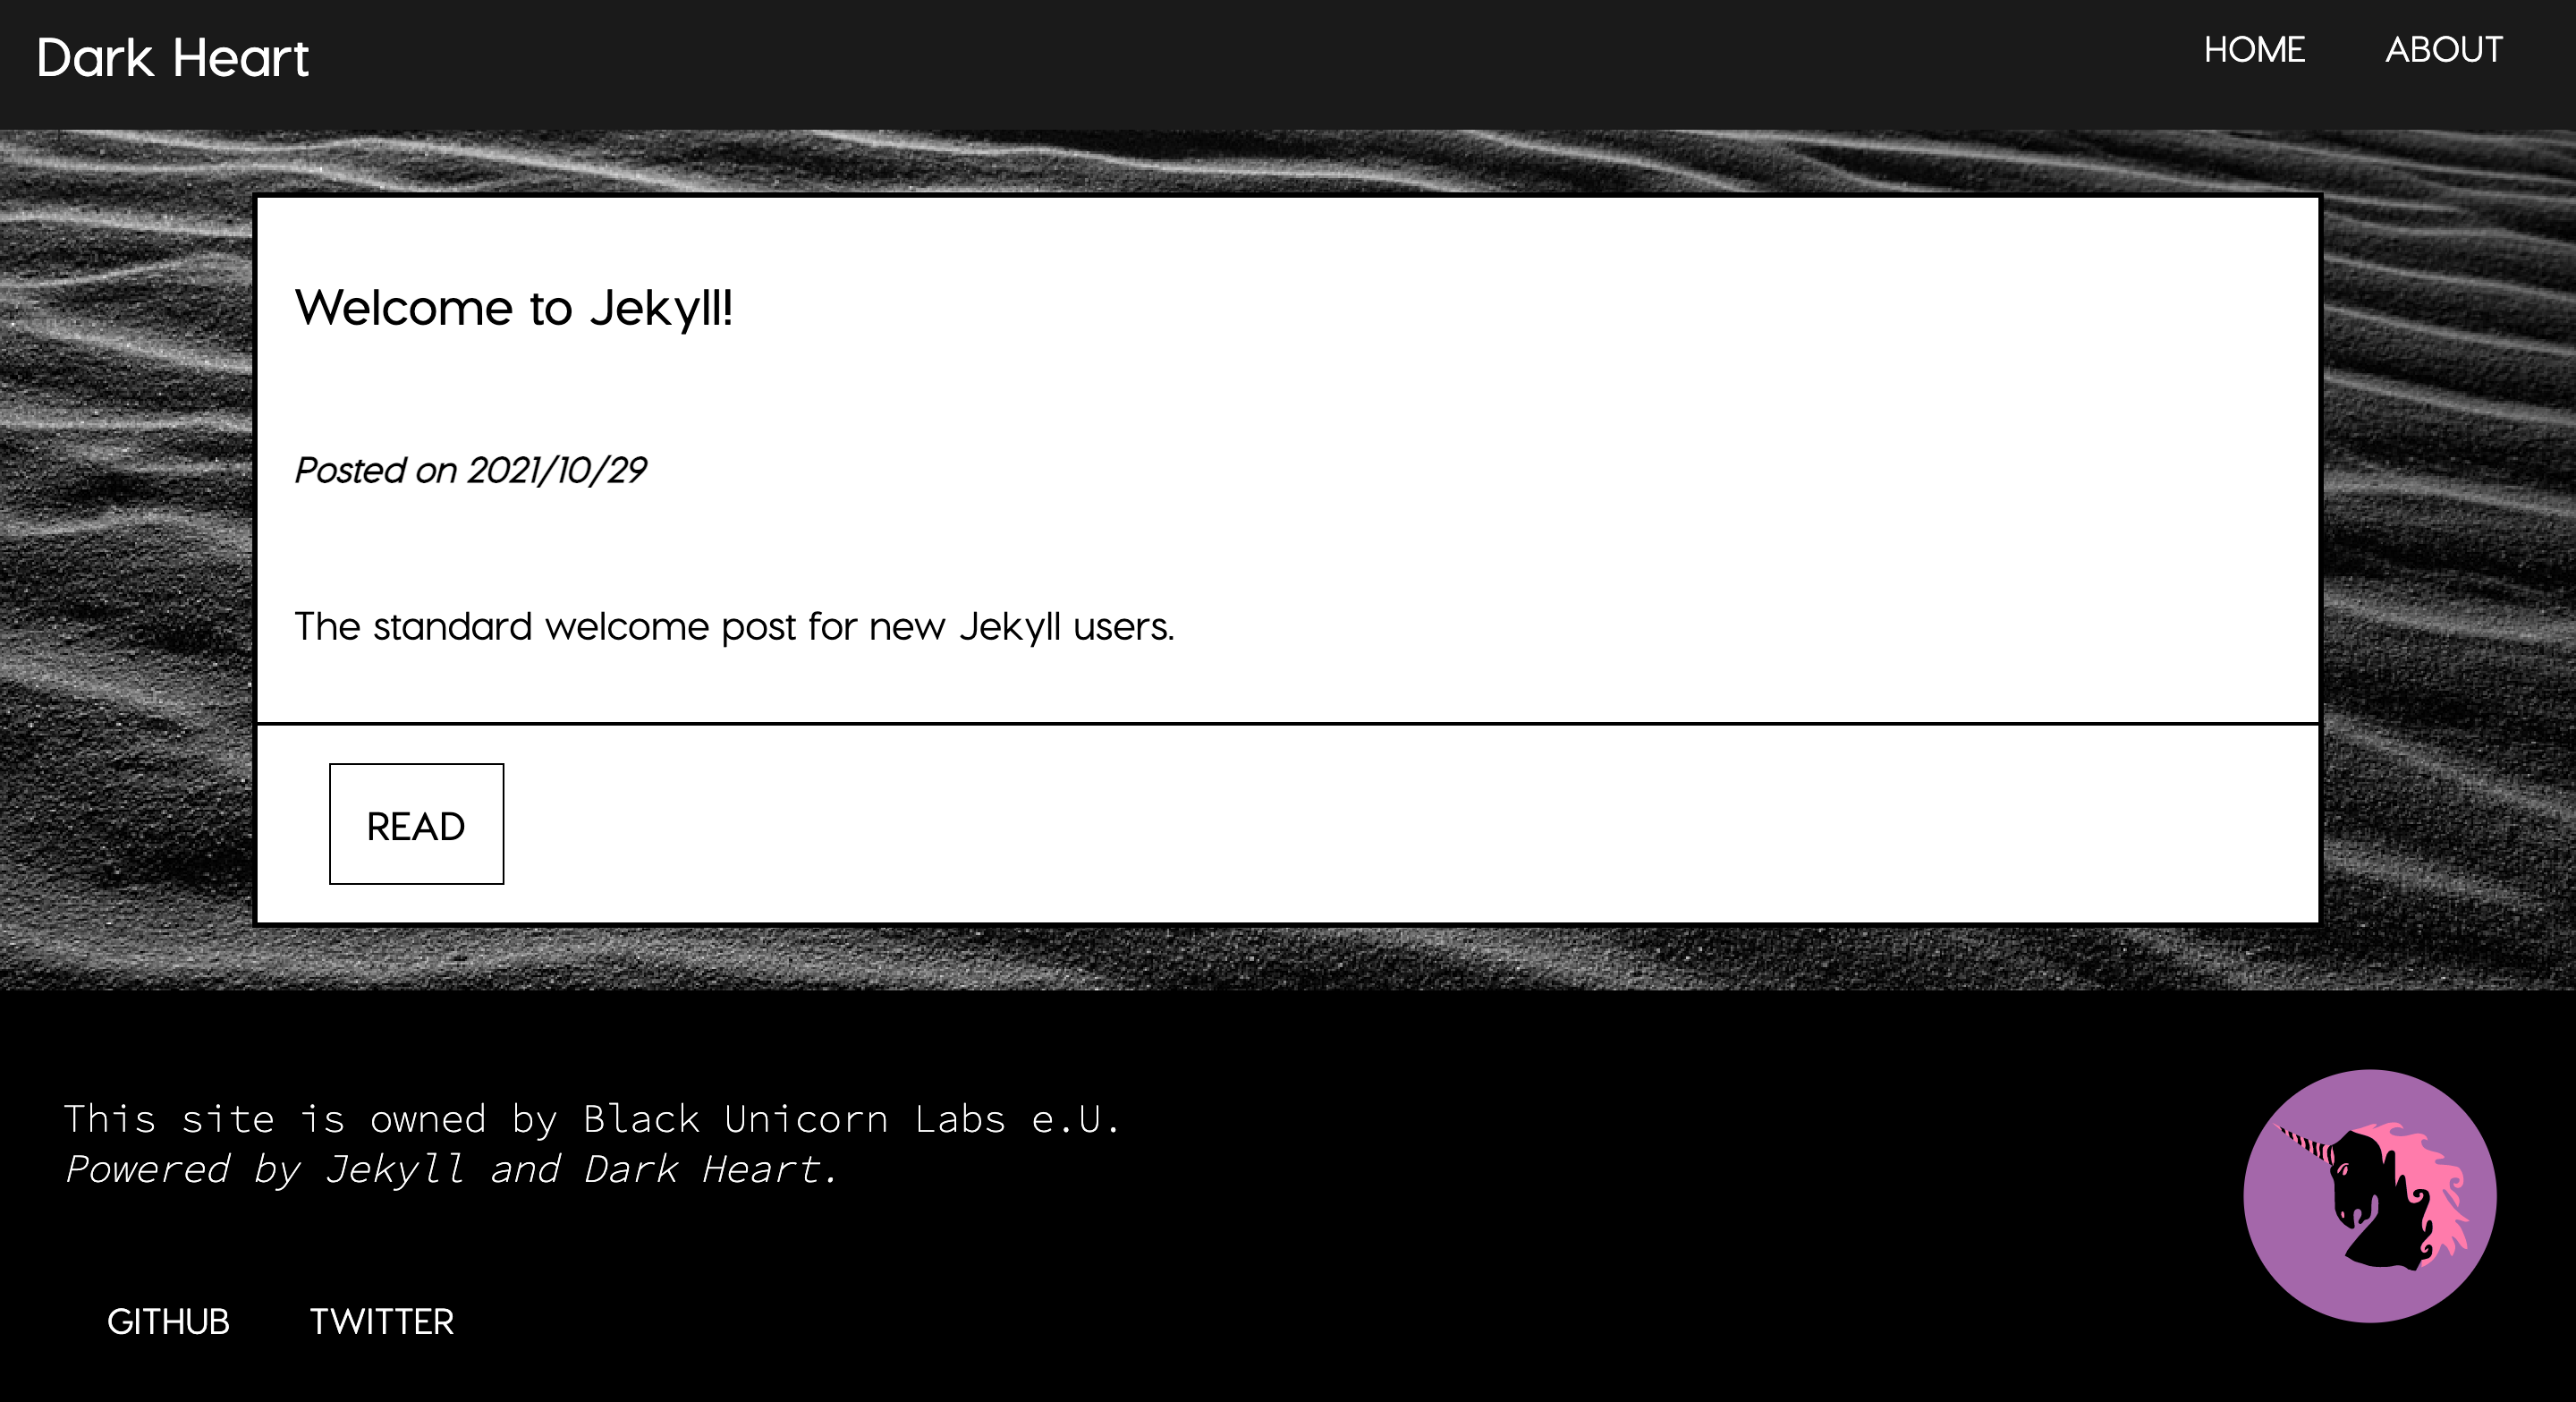 Dark Heart
HOME
ABOUT
Welcome to Jekyll!
Posted on 2021/10/29
The standard welcome post for new Jekyll users.
READ
This site is owned by Black Unicorn Labs e.U.
Powered by Jekyll and Dark Heart.
GITHUB
TWITTER